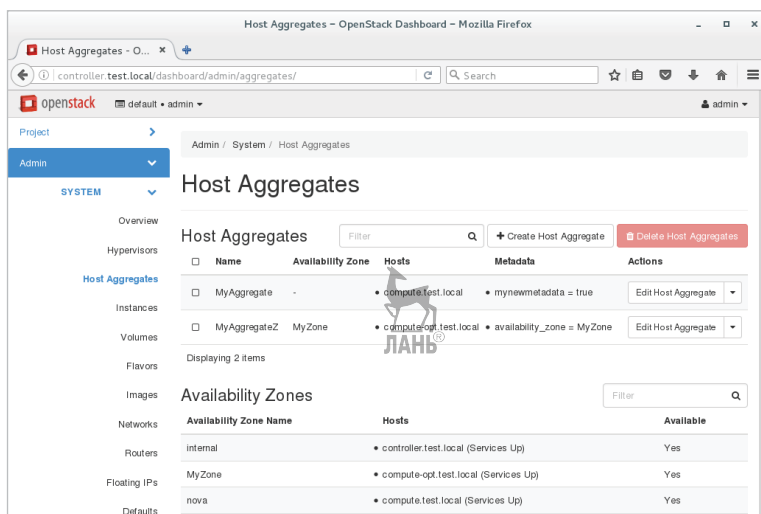 Host Aggregates – OpenStack Dashboard – Mozilla Firefox
Host Aggregates - O...
controller.test.local/dashboard/admin/aggregates/
Search
openstack
default • admin
admin
Project
Admin
SYSTEM
Overview
Hypervisors
Host Aggregates
Instances
Volumes
Flavors
Images
Networks
Routers
Floating IPs
Defaults
Admin / System / Host Aggregates
Host Aggregates
Host Aggregates
Filter
+ Create Host Aggregate
Delete Host Aggregates
Name Availability Zone Hosts Metadata Actions
MyAggregate - • compute.test.local • mynewmetadata = true Edit Host Aggregate
MyAggregateZ MyZone • compute-opt.test.local • availability_zone = MyZone Edit Host Aggregate
ЛАНЬ®
Displaying 2 items
Availability Zones
Filter
Availability Zone Name Hosts Available
internal • controller.test.local (Services Up) Yes
MyZone • compute-opt.test.local (Services Up) Yes
nova • compute.test.local (Services Up) Yes